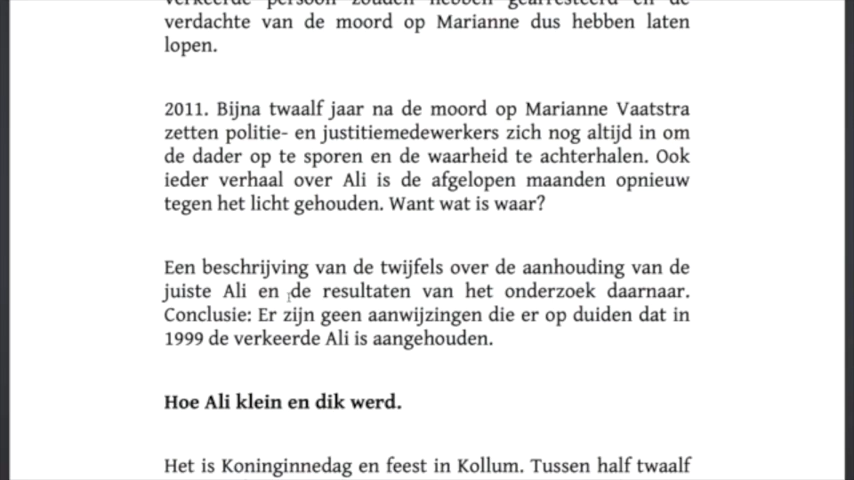 verkeerde persoon zouden hebben gearresteerd en de
verdachte van de moord op Marianne dus hebben laten
lopen.
2011. Bijna twaalf jaar na de moord op Marianne Vaatstra
zetten politie- en justitiemedewerkers zich nog altijd in om
de dader op te sporen en de waarheid te achterhalen. Ook
ieder verhaal over Ali is de afgelopen maanden opnieuw
tegen het licht gehouden. Want wat is waar?
Een beschrijving van de twijfels over de aanhouding van de
juiste Ali en de resultaten van het onderzoek daarnaar.
Conclusie: Er zijn geen aanwijzingen die er op duiden dat in
1999 de verkeerde Ali is aangehouden.
Hoe Ali klein en dik werd.
Het is Koninginnedag en feest in Kollum. Tussen half twaalf